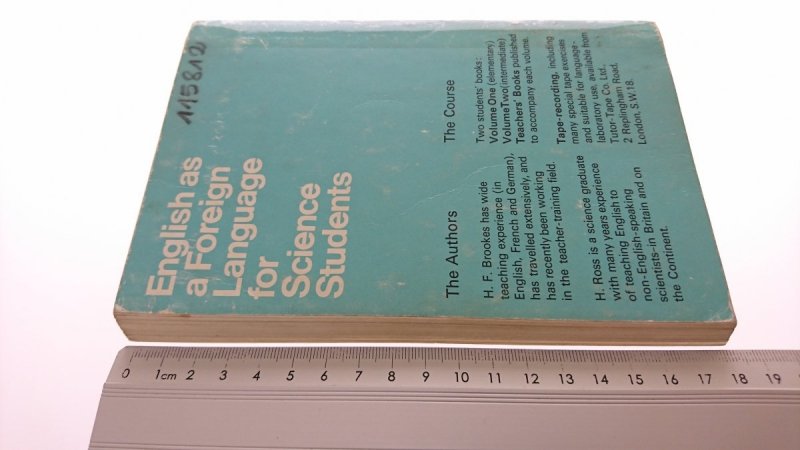 115812
English as
a Foreign
Language
for
Science
Students
The Authors
H. F. Brookes has wide
teaching experience (in
English, French and German),
has travelled extensively, and
has recently been working
in the teacher-training field.
H. Ross is a science graduate
with many years experience
of teaching English to
non-English-speaking
scientists-in Britain and on
the Continent.
The Course
Two students' books:
Volume One (elementary)
Volume Two (intermediate)
Teachers' Books published
to accompany each volume.
Tape-recording, including
many special tape exercises
and suitable for language-
laboratory use, available from
Tutor-Tape Co. Ltd.,
2 Replingham Road,
London, S.W.18.
0 1cm 2 3 4 5 6 7 8 9 10 11 12 13 14 15 16 17 18 19